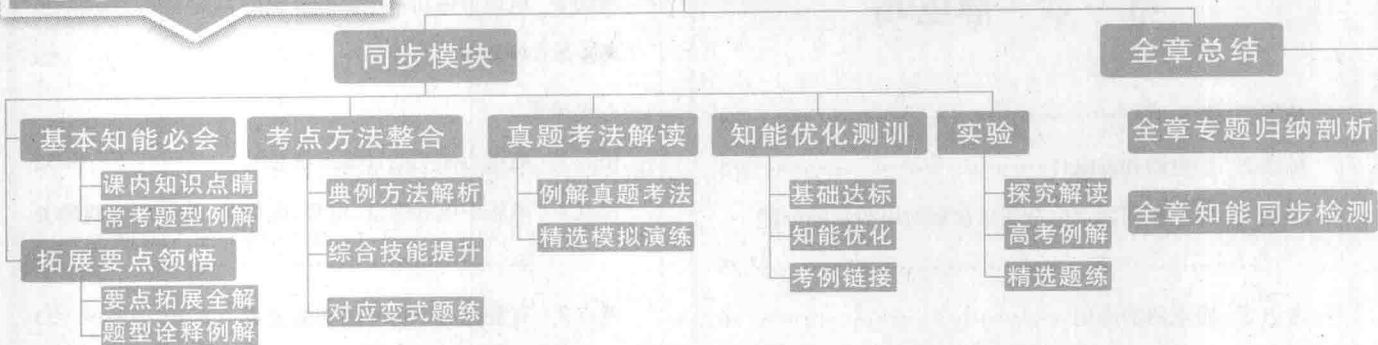 同步模块
全章总结
基本知能必会
课内知识点睛
常考题型例解
拓展要点领悟
要点拓展全解
题型诠释例解
考点方法整合
典例方法解析
综合技能提升
对应变式题练
真题考法解读
例解真题考法
精选模拟演练
知能优化测训
基础达标
知能优化
考例链接
实验
探究解读
高考例解
精选题练
全章专题归纳剖析
全章知能同步检测